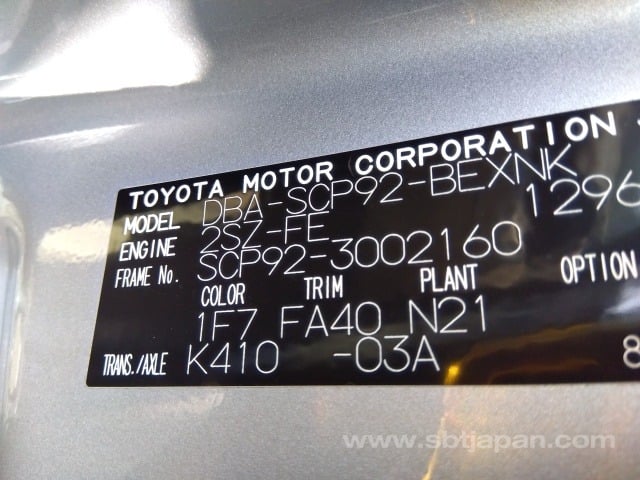 TOYOTA MOTOR CORPORATION
MODEL DBA-SCP92-BEXNK
ENGINE 2SZ-FE 1296
FRAME No. SCP92-3002160
COLOR TRIM PLANT OPTION
1F7 FA40 N21
TRANS./AXLE K410 -03A 8
www.sbtjapan.com